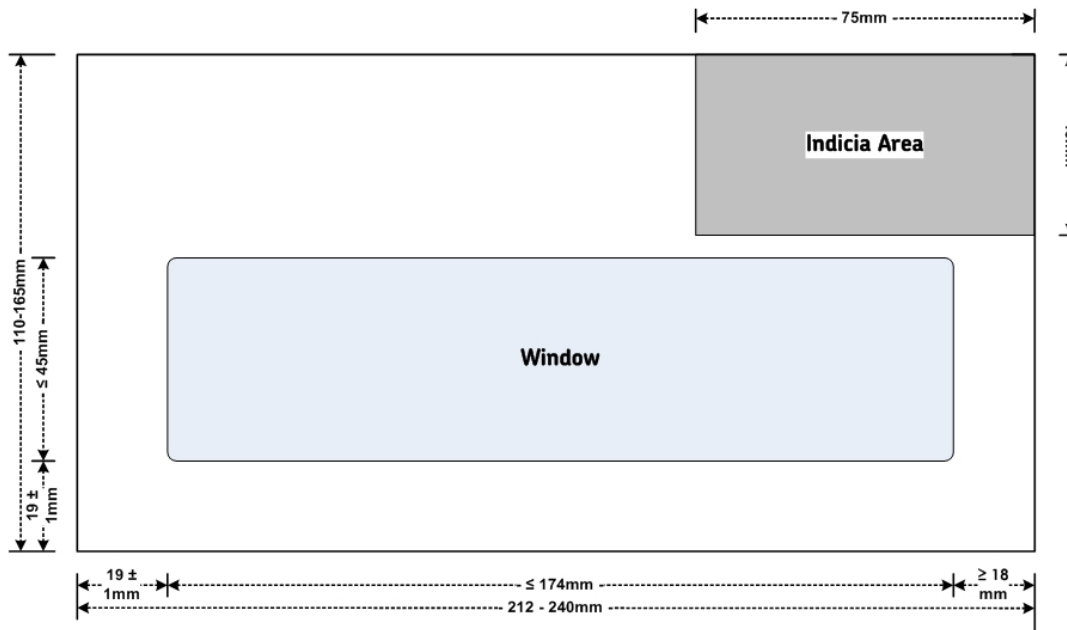 75mm
Indicia Area
110-165mm
≤ 45mm
Window
19 ±
1mm
19 ±
1mm
≤ 174mm
≥ 18
mm
212 - 240mm